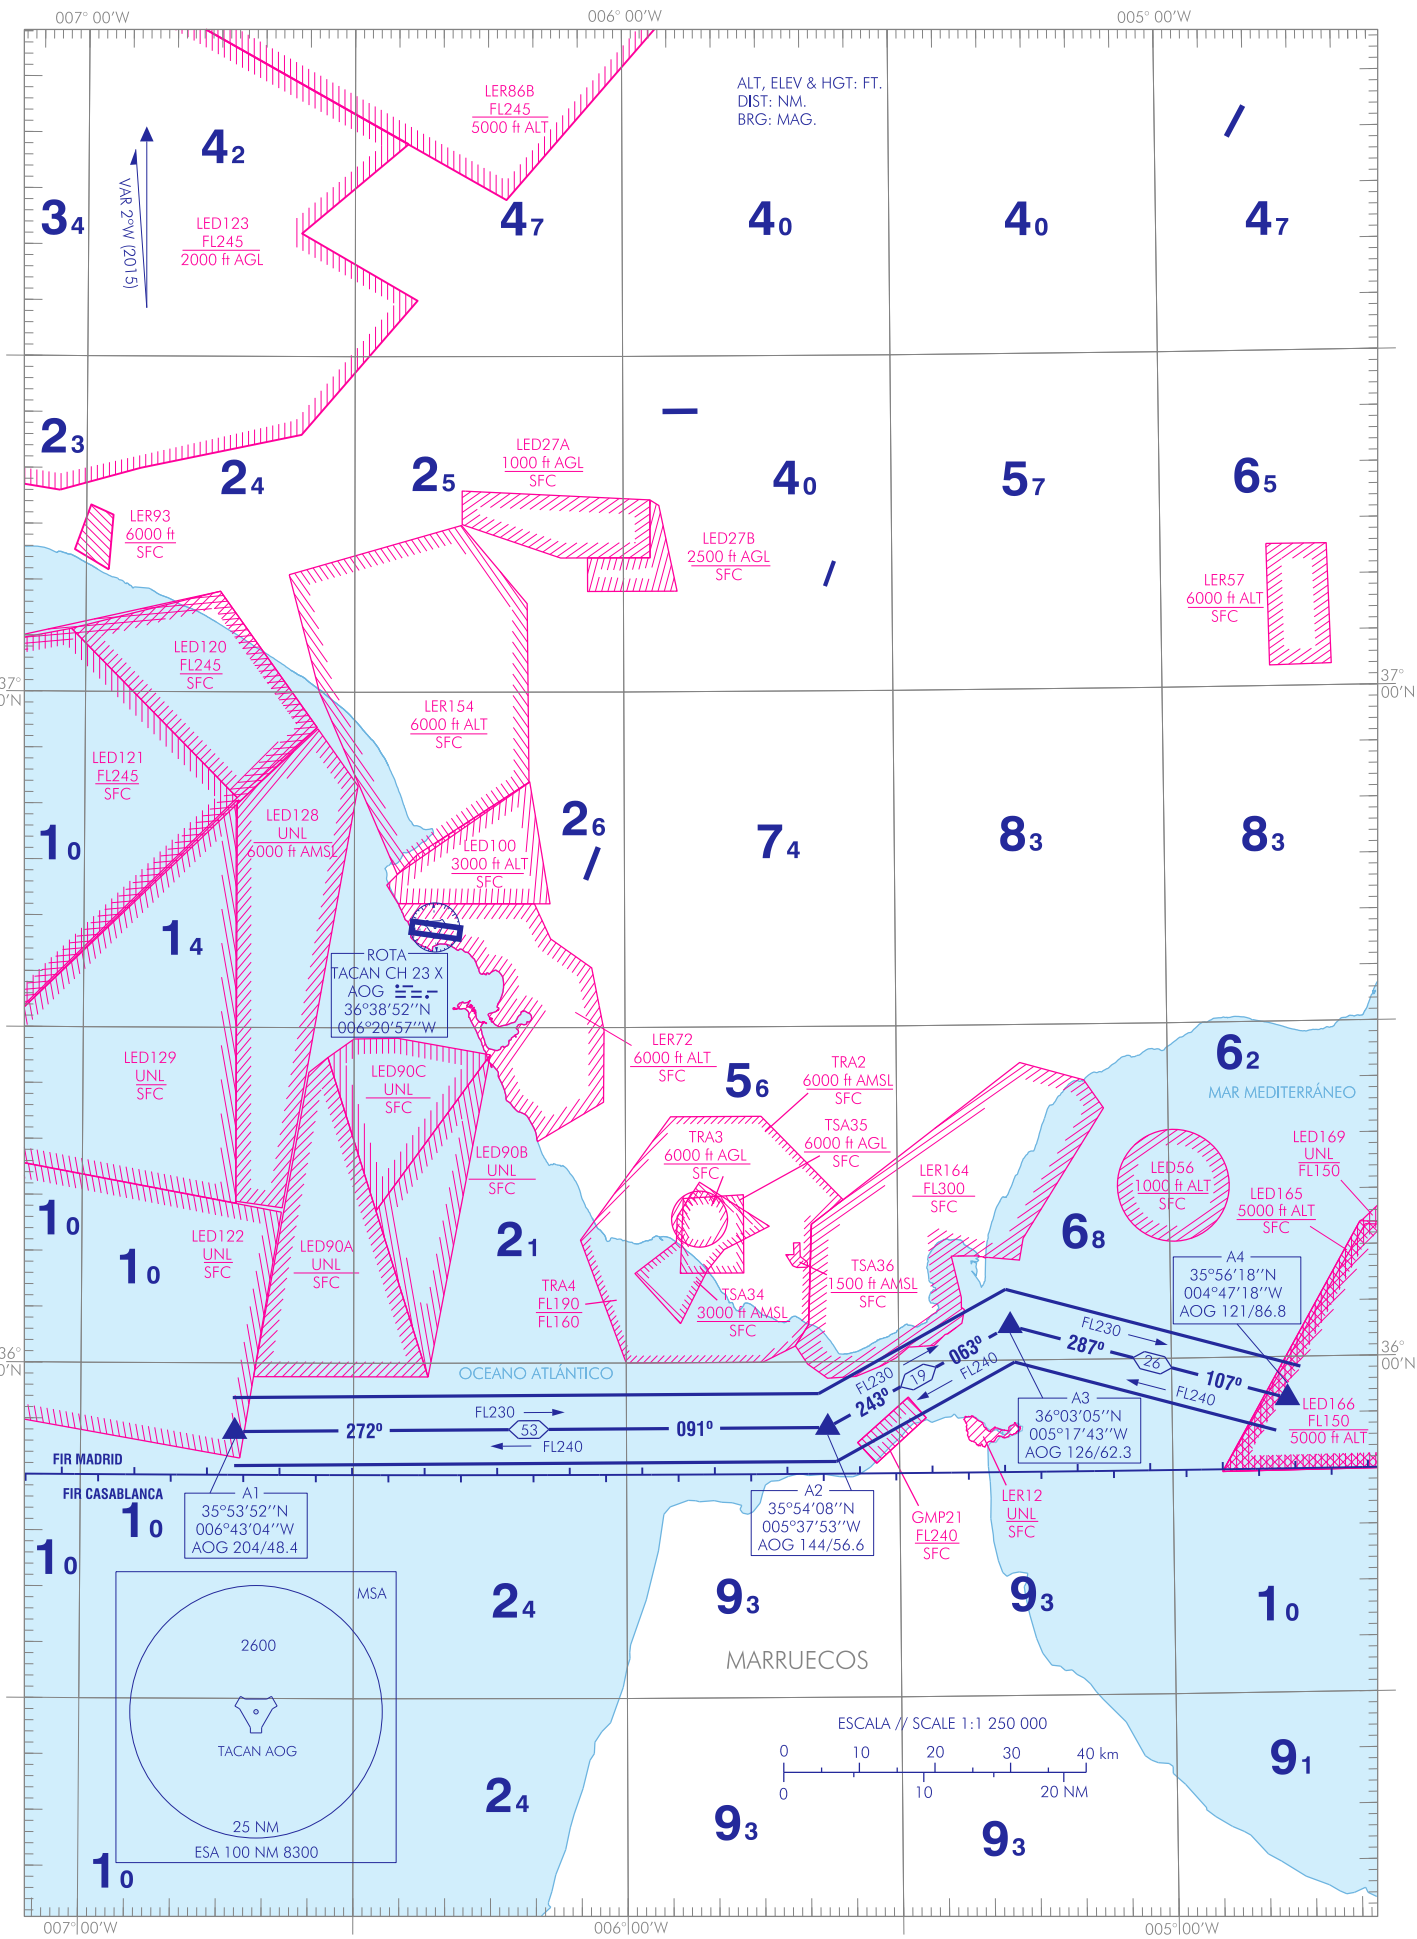 007° 00'W
006° 00'W
005° 00'W
ALT, ELEV & HGT: FT.
DIST: NM.
BRG: MAG.
LER86B
FL245
5000 ft ALT
42
VAR 2°W (2015)
34
LED123
FL245
2000 ft AGL
47
40
40
47
23
24
25
LED27A
1000 ft AGL
SFC
40
57
65
LER93
6000 ft
SFC
LED27B
2500 ft AGL
SFC
LER57
6000 ft ALT
SFC
LED120
FL245
SFC
37°
0'N
37°
00'N
LER154
6000 ft ALT
SFC
LED121
FL245
SFC
LED128
UNL
6000 ft AMSL
10
26
74
83
83
LED100
3000 ft ALT
SFC
14
ROTA
TACAN CH 23 X
AOG
36°38'52''N
006°20'57''W
LED129
UNL
SFC
LED90C
UNL
SFC
LER72
6000 ft ALT
SFC
56
TRA2
6000 ft AMSL
SFC
62
MAR MEDITERRÁNEO
TSA35
6000 ft AGL
SFC
TRA3
6000 ft AGL
SFC
LED90B
UNL
SFC
LER164
FL300
SFC
LED56
1000 ft ALT
SFC
LED169
UNL
FL150
LED165
5000 ft ALT
SFC
10
LED122
UNL
SFC
LED90A
UNL
SFC
21
68
10
TRA4
FL190
FL160
TSA34
3000 ft AMSL
SFC
TSA36
1500 ft AMSL
SFC
A4
35°56'18''N
004°47'18''W
AOG 121/86.8
36°
0'N
36°
00'N
OCEANO ATLÁNTICO
FL230
272°
53
091°
FL240
FL230
243°
19
063°
FL240
FL230
287°
26
107°
FL240
LED166
FL150
5000 ft ALT
A3
36°03'05''N
005°17'43''W
AOG 126/62.3
FIR MADRID
FIR CASABLANCA
A1
35°53'52''N
006°43'04''W
AOG 204/48.4
A2
35°54'08''N
005°37'53''W
AOG 144/56.6
GMP21
FL240
SFC
LER12
UNL
SFC
10
10
24
93
93
10
MSA
2600
TACAN AOG
25 NM
ESA 100 NM 8300
MARRUECOS
ESCALA // SCALE 1:1 250 000
0
10
20
30
40 km
0
10
20 NM
91
24
93
93
10
007°00'W
006°00'W
005°00'W